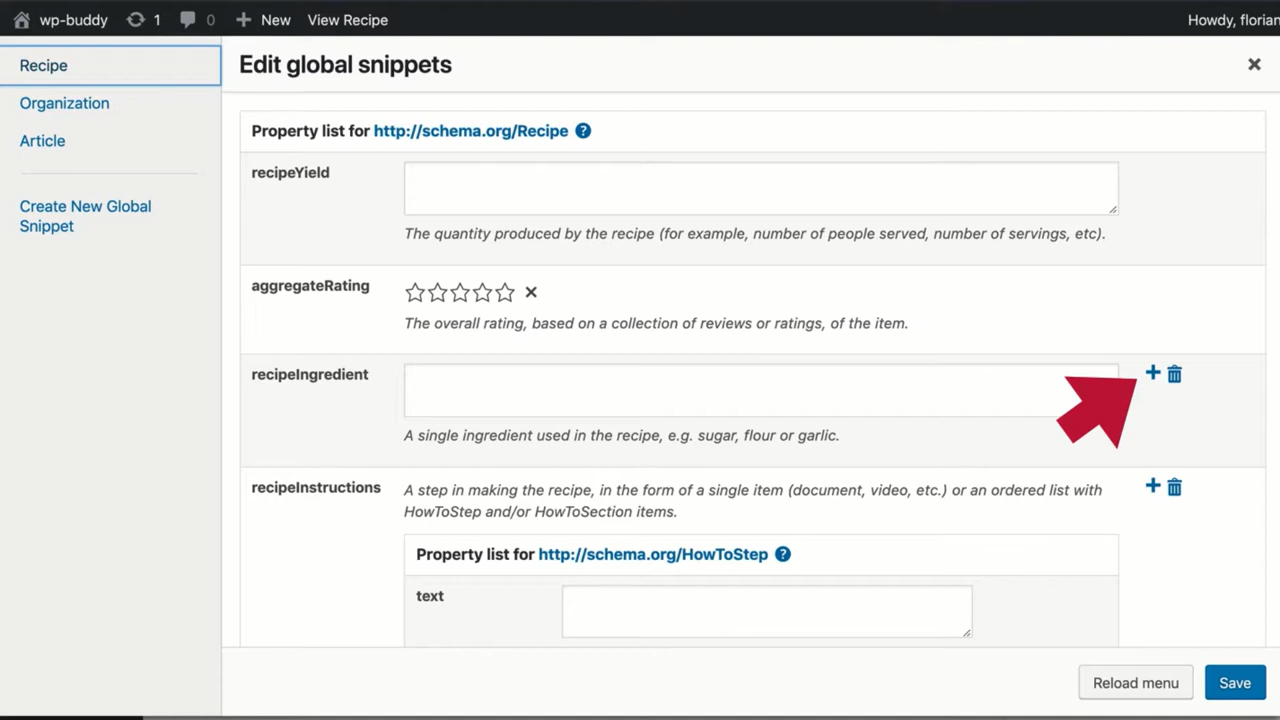 wp-buddy 1 0 New View Recipe Howdy, florian
Recipe
Organization
Article
Create New Global
Snippet
Edit global snippets
Property list for http://schema.org/Recipe
recipeYield
The quantity produced by the recipe (for example, number of people served, number of servings, etc).
aggregateRating
The overall rating, based on a collection of reviews or ratings, of the item.
recipeIngredient
A single ingredient used in the recipe, e.g. sugar, flour or garlic.
recipeInstructions
A step in making the recipe, in the form of a single item (document, video, etc.) or an ordered list with
HowToStep and/or HowToSection items.
Property list for http://schema.org/HowToStep
text
Reload menu
Save